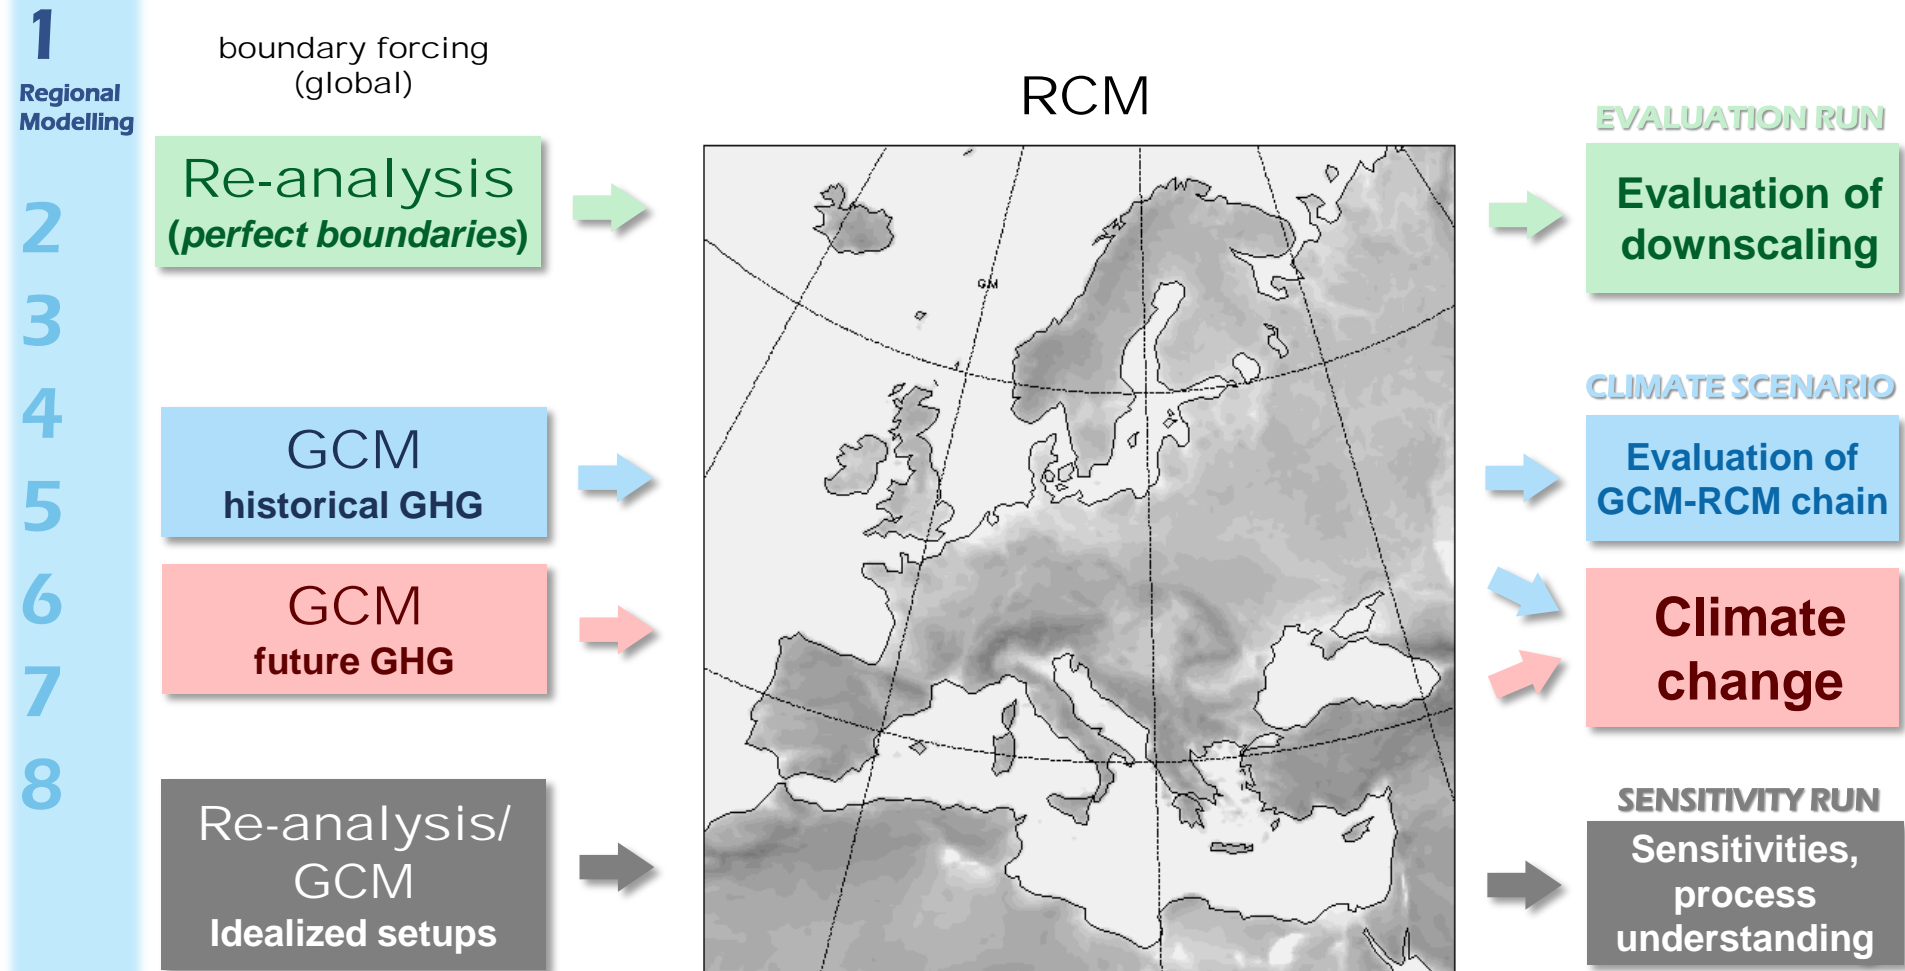 1
Regional
Modelling
2
3
4
5
6
7
8
boundary forcing
(global)
RCM
Re-analysis
(perfect boundaries)
GCM
historical GHG
GCM
future GHG
Re-analysis/
GCM
Idealized setups
GM
EVALUATION RUN
Evaluation of
downscaling
CLIMATE SCENARIO
Evaluation of
GCM-RCM chain
Climate
change
SENSITIVITY RUN
Sensitivities,
process
understanding